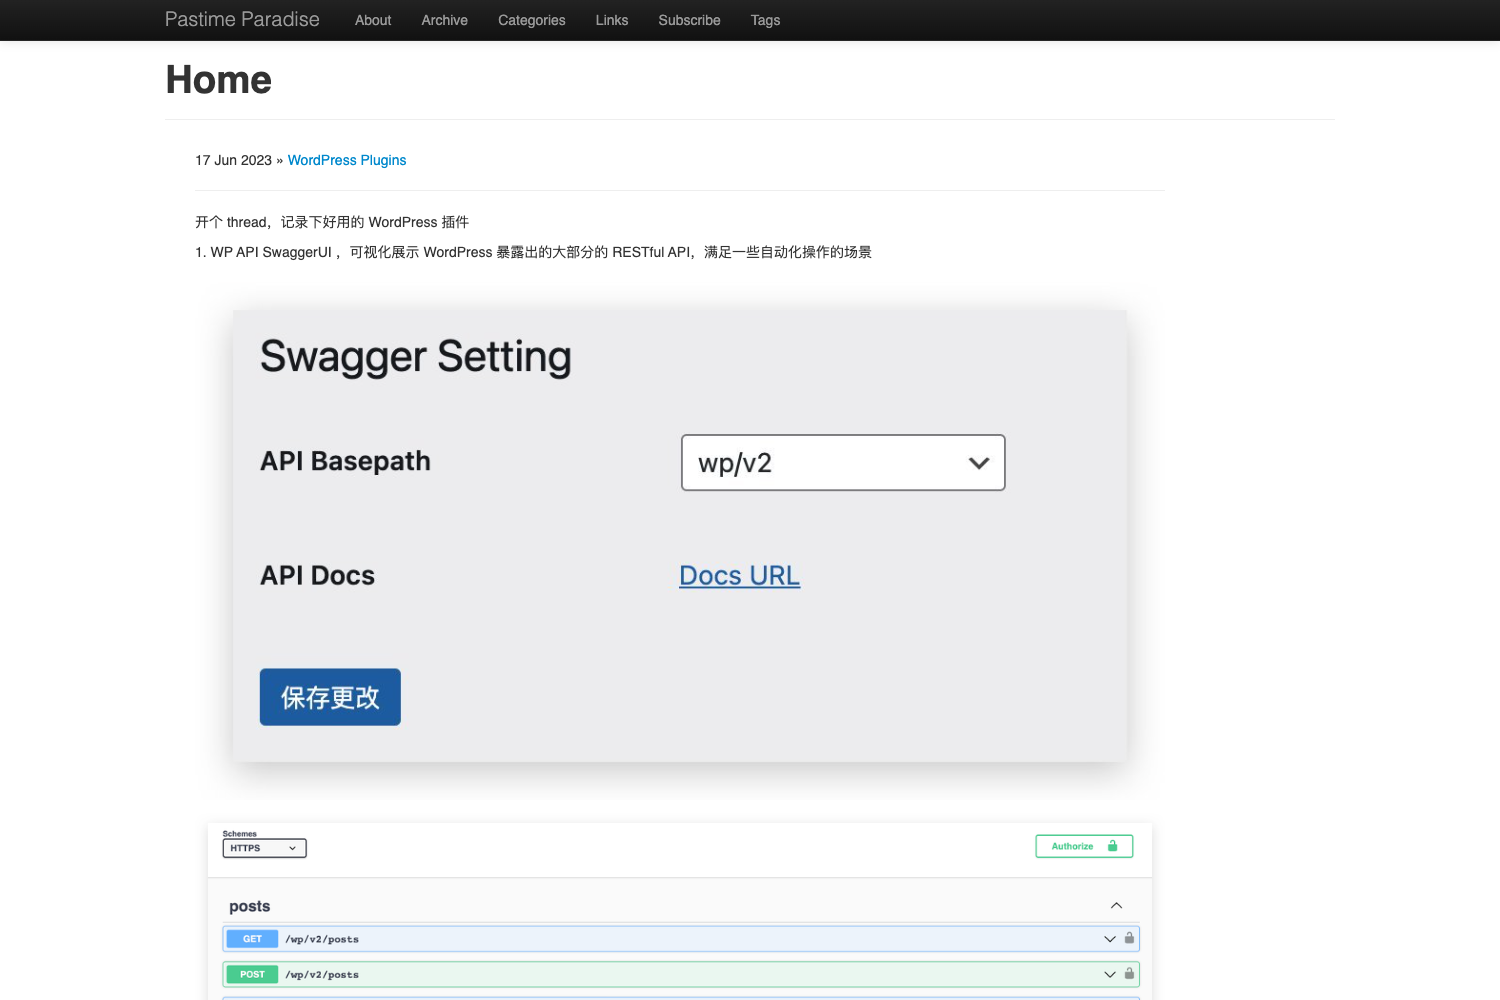 Pastime Paradise About Archive Categories Links Subscribe Tags
Home
17 Jun 2023 » WordPress Plugins
开个 thread，记录下好用的 WordPress 插件
1. WP API SwaggerUI ，可视化展示 WordPress 暴露出的大部分的 RESTful API，满足一些自动化操作的场景
Swagger Setting
API Basepath wp/v2
API Docs Docs URL
保存更改
Schemes
HTTPS Authorize
posts
GET /wp/v2/posts
POST /wp/v2/posts